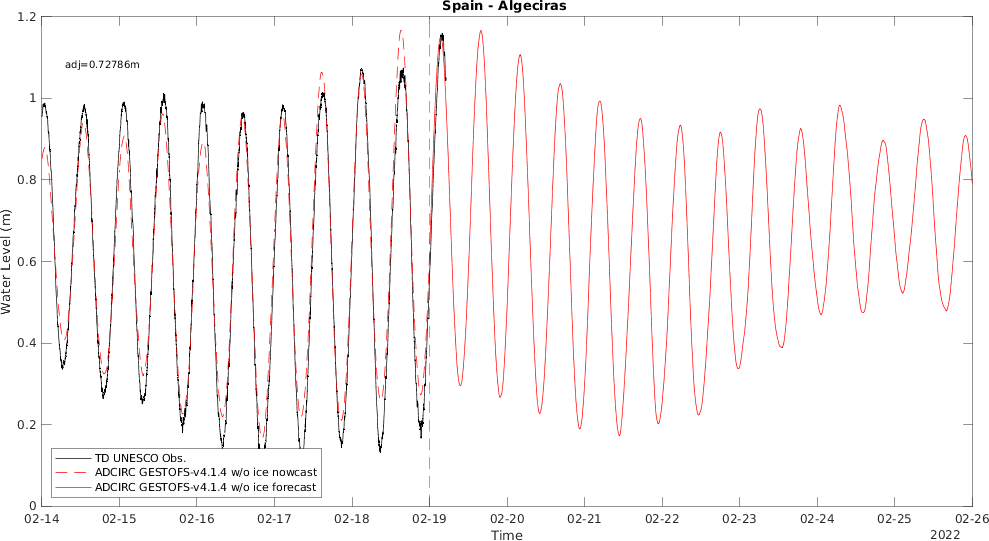 Spain - Algeciras
adj=0.72786m
1.2
1
0.8
0.6
0.4
0.2
0
Water Level (m)
TD UNESCO Obs.
ADCIRC GESTOFS-v4.1.4 w/o ice nowcast
ADCIRC GESTOFS-v4.1.4 w/o ice forecast
02-14 02-15 02-16 02-17 02-18 02-19 02-20 02-21 02-22 02-23 02-24 02-25 02-26
Time
2022